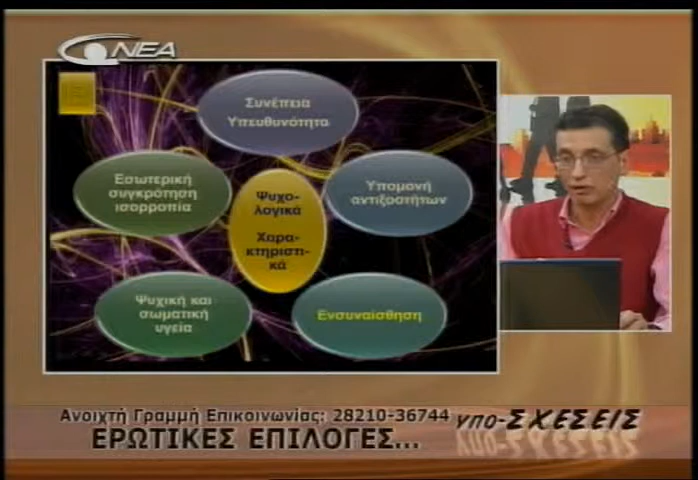 ΝΕΑ
Συνέπεια
Υπευθυνότητα
Εσωτερική
συγκρότηση
ισορροπία
Ψυχο-
λογικά
Χαρα-
κτηριστι-
κά
Υπομονή
αντιξοοτήτων
Ψυχική και
σωματική
υγεία
Ενσυναίσθηση
Ανοιχτή Γραμμή Επικοινωνίας: 28210-36744
υπο-ΣΧΕΣΕΙΣ
ΕΡΩΤΙΚΕΣ ΕΠΙΛΟΓΕΣ...